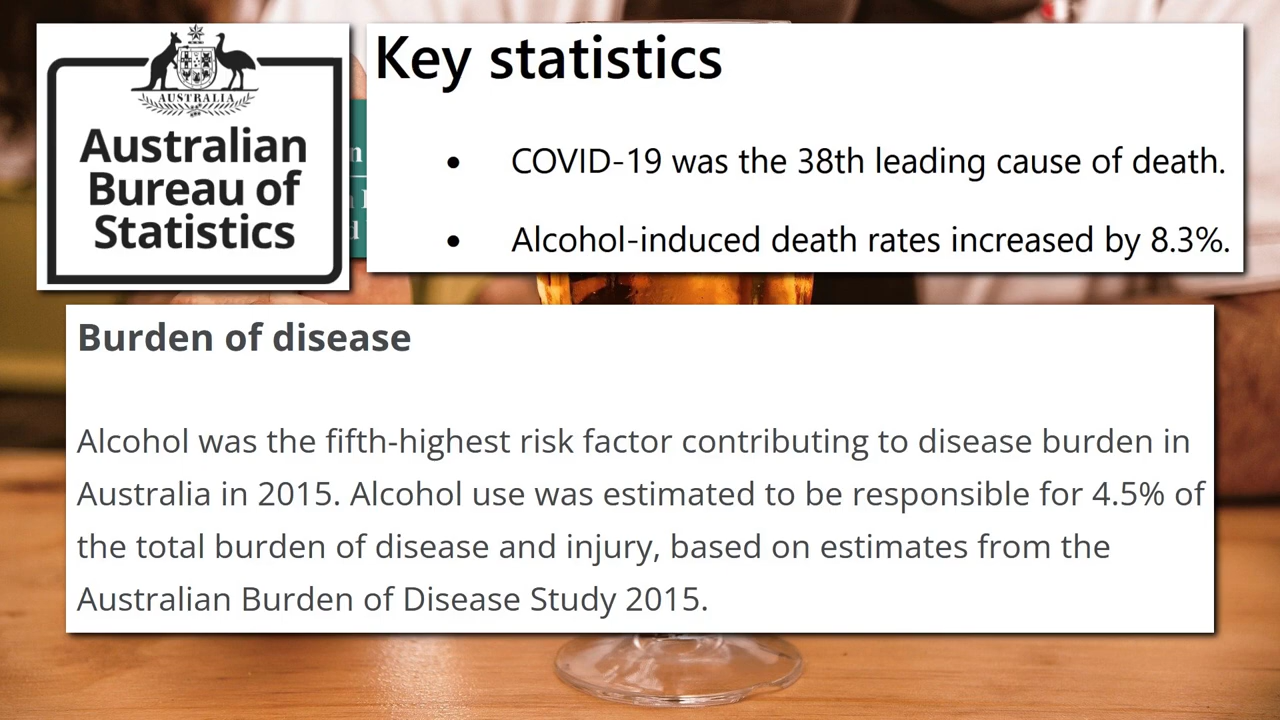 AUSTRALIA
Australian
Bureau of
Statistics
Key statistics
• COVID-19 was the 38th leading cause of death.
• Alcohol-induced death rates increased by 8.3%.
Burden of disease
Alcohol was the fifth-highest risk factor contributing to disease burden in
Australia in 2015. Alcohol use was estimated to be responsible for 4.5% of
the total burden of disease and injury, based on estimates from the
Australian Burden of Disease Study 2015.